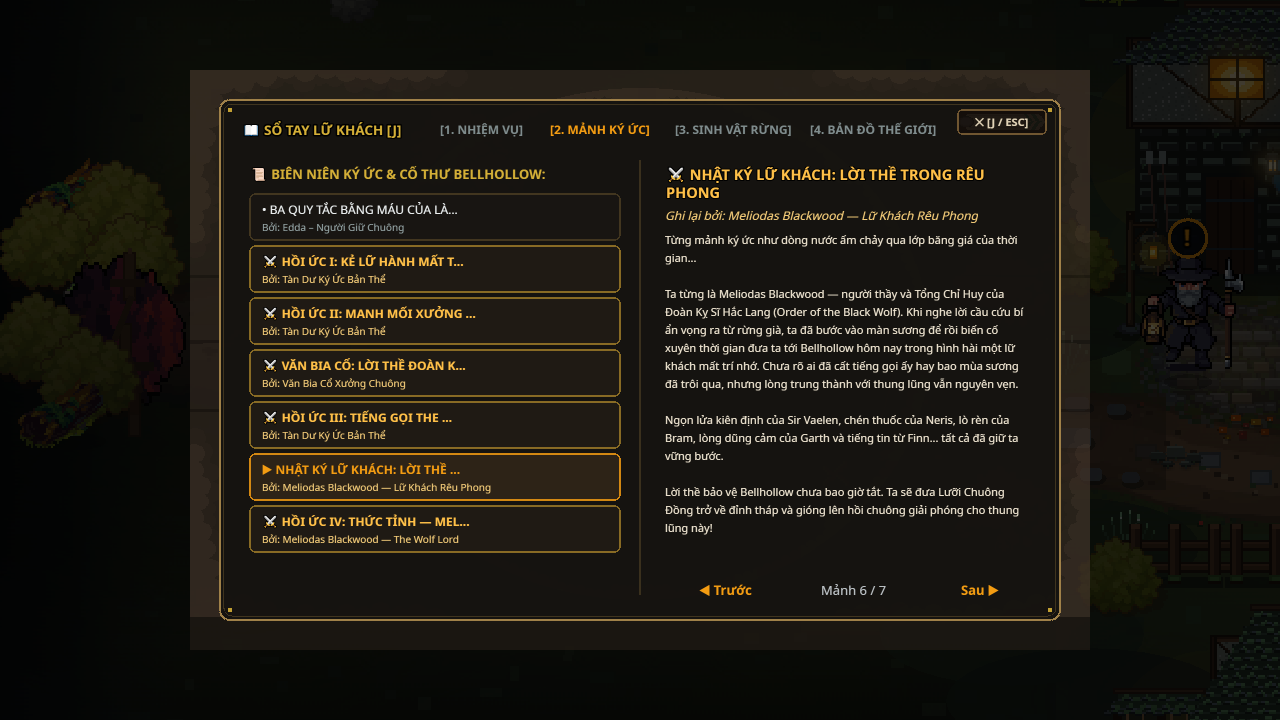 SỔ TAY LỮ KHÁCH [J]
[1. NHIỆM VỤ]
[2. MẢNH KÝ ỨC]
[3. SINH VẬT RỪNG]
[4. BẢN ĐỒ THẾ GIỚI]
✕ [J / ESC]
BIÊN NIÊN KÝ ỨC & CỔ THƯ BELLHOLLOW:
• BA QUY TẮC BẰNG MÁU CỦA LÀ...
Bởi: Edda – Người Giữ Chuông
⚔ HỒI ỨC I: KẺ LỮ HÀNH MẤT T...
Bởi: Tàn Dư Ký Ức Bản Thể
⚔ HỒI ỨC II: MANH MỐI XƯỞNG ...
Bởi: Tàn Dư Ký Ức Bản Thể
⚔ VĂN BIA CỔ: LỜI THỀ ĐOÀN K...
Bởi: Văn Bia Cổ Xưởng Chuông
⚔ HỒI ỨC III: TIẾNG GỌI THE ...
Bởi: Tàn Dư Ký Ức Bản Thể
▶ NHẬT KÝ LỮ KHÁCH: LỜI THỀ ...
Bởi: Meliodas Blackwood — Lữ Khách Rêu Phong
⚔ HỒI ỨC IV: THỨC TỈNH — MEL...
Bởi: Meliodas Blackwood — The Wolf Lord
⚔ NHẬT KÝ LỮ KHÁCH: LỜI THỀ TRONG RÊU
PHONG
Ghi lại bởi: Meliodas Blackwood — Lữ Khách Rêu Phong
Từng mảnh ký ức như dòng nước ấm chảy qua lớp băng giá của thời
gian...
Ta từng là Meliodas Blackwood — người thầy và Tổng Chỉ Huy của
Đoàn Kỵ Sĩ Hắc Lang (Order of the Black Wolf). Khi nghe lời cầu cứu bí
ẩn vọng ra từ rừng già, ta đã bước vào màn sương để rồi biến cố
xuyên thời gian đưa ta tới Bellhollow hôm nay trong hình hài một lữ
khách mất trí nhớ. Chưa rõ ai đã cất tiếng gọi ấy hay bao mùa sương
đã trôi qua, nhưng lòng trung thành với thung lũng vẫn nguyên vẹn.
Ngọn lửa kiên định của Sir Vaelen, chén thuốc của Neris, lò rèn của
Bram, lòng dũng cảm của Garth và tiếng tin từ Finn... tất cả đã giữ ta
vững bước.
Lời thề bảo vệ Bellhollow chưa bao giờ tắt. Ta sẽ đưa Lưỡi Chuông
Đồng trở về đỉnh tháp và gióng lên hồi chuông giải phóng cho thung
lũng này!
◀ Trước
Mảnh 6 / 7
Sau ▶
!